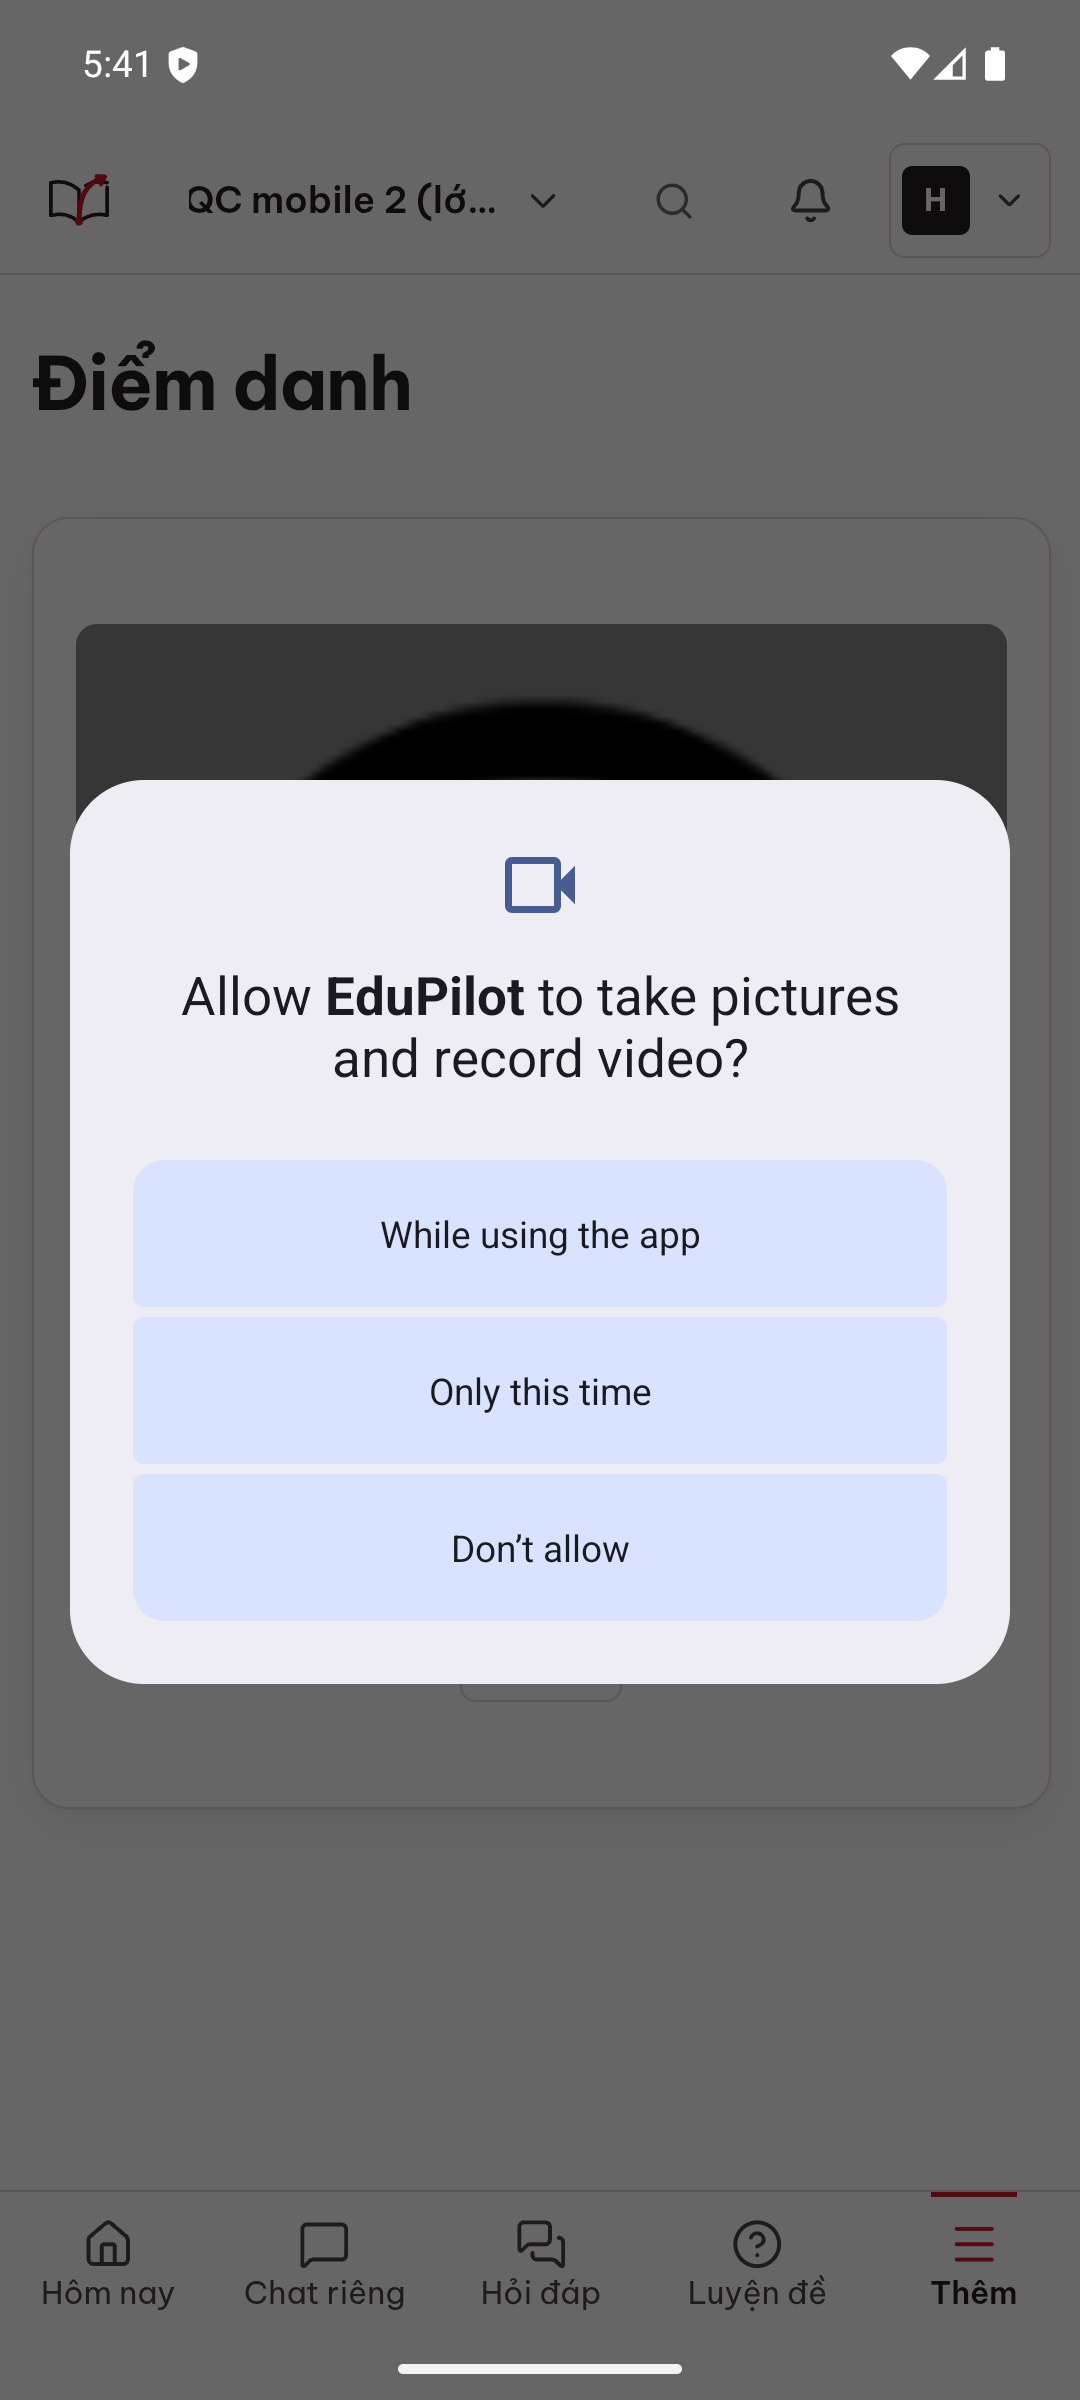 5:41
QC mobile 2 (lớ...
H
Điểm danh
Allow EduPilot to take pictures
and record video?
While using the app
Only this time
Don’t allow
Hôm nay
Chat riêng
Hỏi đáp
Luyện đề
Thêm